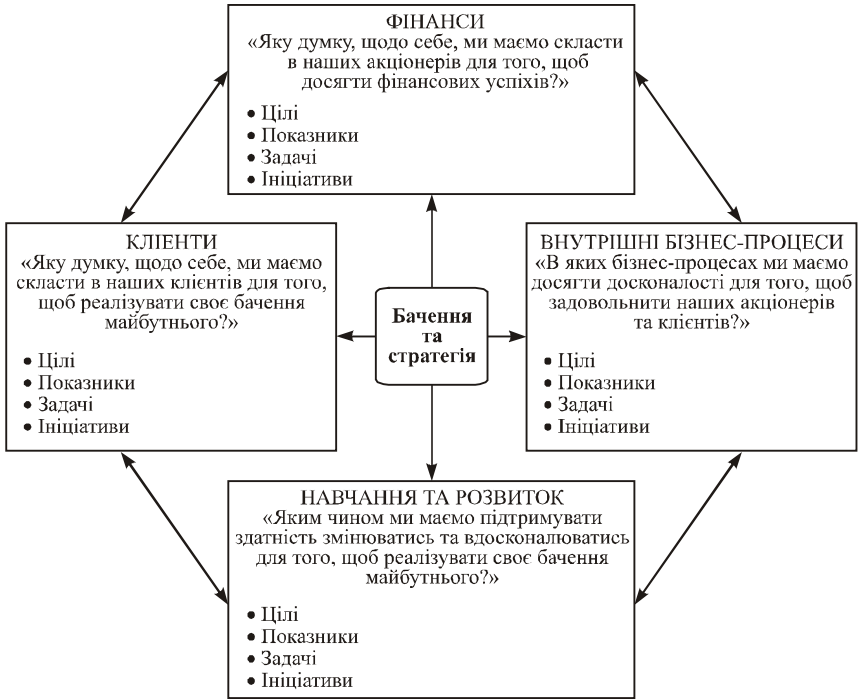 ФІНАНСИ
«Яку думку, щодо себе, ми маємо скласти
в наших акціонерів для того, щоб
досягти фінансових успіхів?»
• Цілі
• Показники
• Задачі
• Ініціативи
КЛІЕНТИ
«Яку думку, щодо себе, ми маємо
скласти в наших клієнтів для того,
щоб реалізувати своє бачення
майбутнього?»
• Цілі
• Показники
• Задачі
• Ініціативи
Бачення
та
стратегія
ВНУТРІШНІ БІЗНЕС-ПРОЦЕСИ
«В яких бізнес-процесах ми маємо
досягти досконалості для того, щоб
задовольнити наших акціонерів
та клієнтів?»
• Цілі
• Показники
• Задачі
• Ініціативи
НАВЧАННЯ ТА РОЗВИТОК
«Яким чином ми маємо підтримувати
здатність змінюватись та вдосконалюватись
для того, щоб реалізувати своє бачення
майбутнього?»
• Цілі
• Показники
• Задачі
• Ініціативи